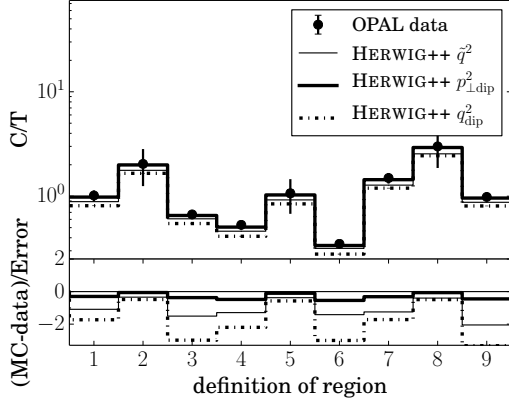 OPAL data
HERWIG++ q̃²
HERWIG++ p²⊥dip
HERWIG++ q²dip
C/T
10¹
10⁰
(MC-data)/Error
2
0
−2
1 2 3 4 5 6 7 8 9
definition of region